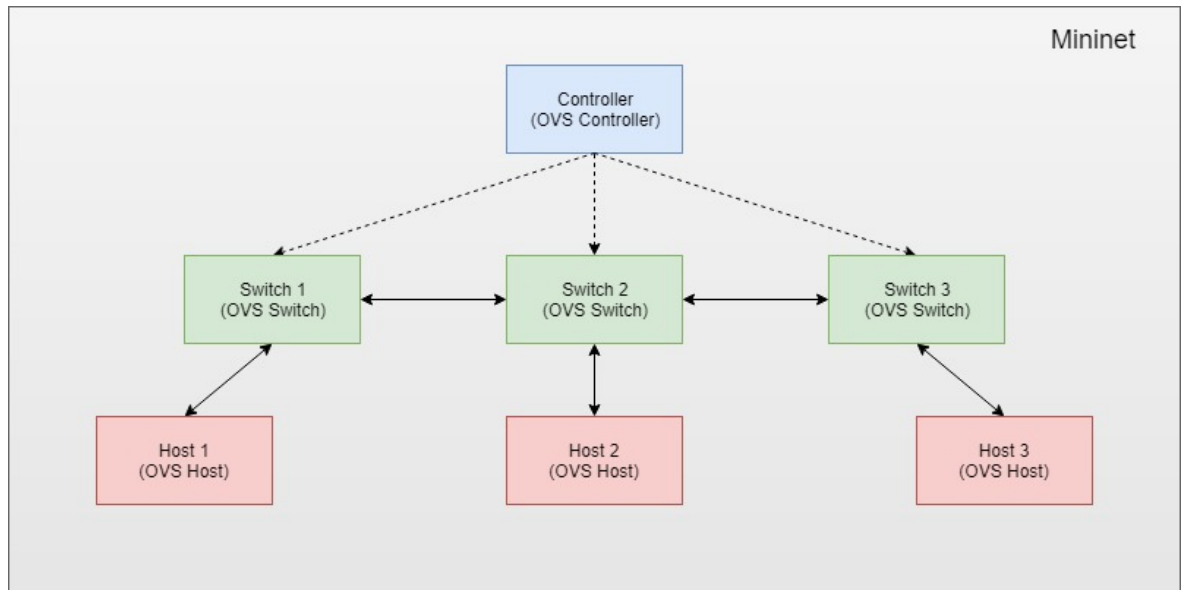 Mininet
Controller
(OVS Controller)
Switch 1
(OVS Switch)
Switch 2
(OVS Switch)
Switch 3
(OVS Switch)
Host 1
(OVS Host)
Host 2
(OVS Host)
Host 3
(OVS Host)